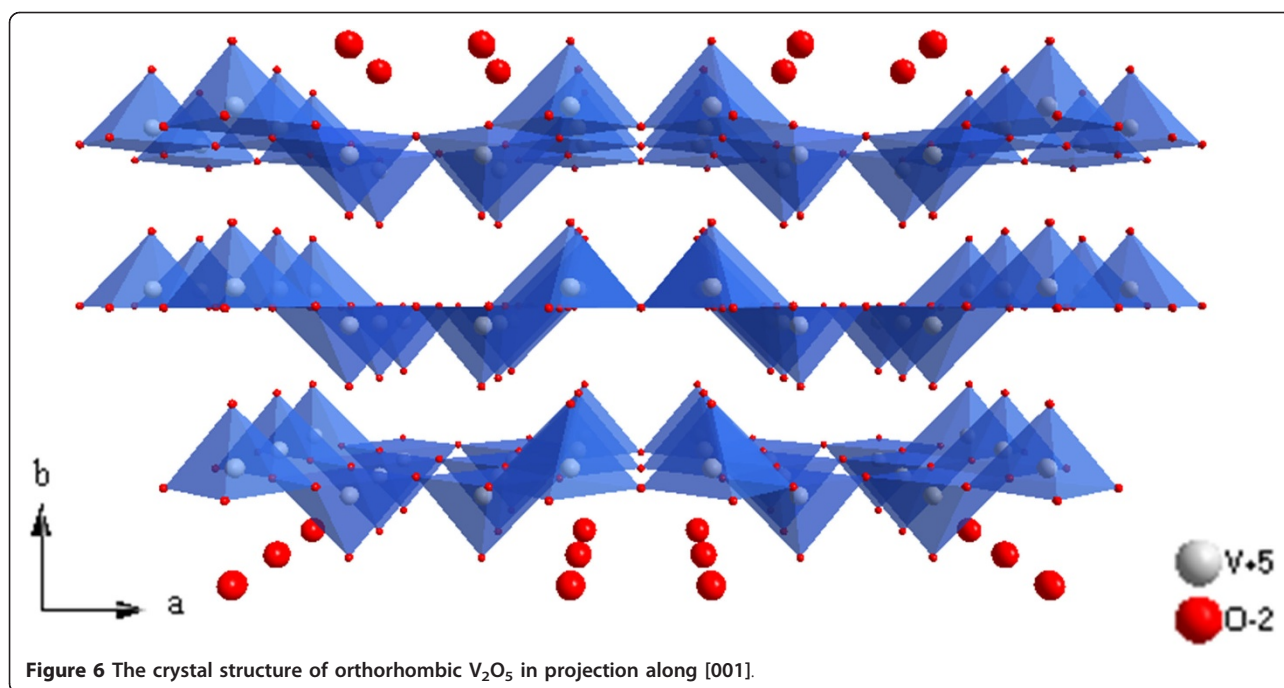 b
a
V+5
O-2
Figure 6 The crystal structure of orthorhombic V₂O₅ in projection along [001].